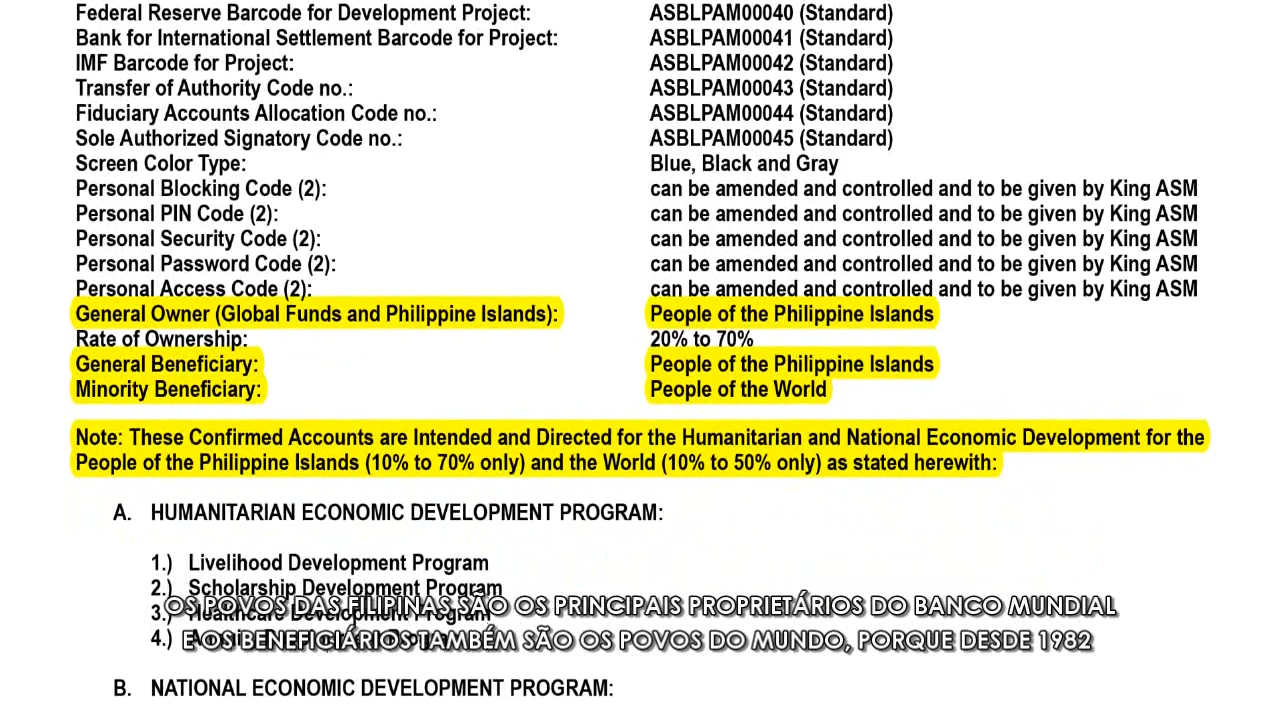 Federal Reserve Barcode for Development Project: ASBLPAM00040 (Standard)
Bank for International Settlement Barcode for Project: ASBLPAM00041 (Standard)
IMF Barcode for Project: ASBLPAM00042 (Standard)
Transfer of Authority Code no.: ASBLPAM00043 (Standard)
Fiduciary Accounts Allocation Code no.: ASBLPAM00044 (Standard)
Sole Authorized Signatory Code no.: ASBLPAM00045 (Standard)
Screen Color Type: Blue, Black and Gray
Personal Blocking Code (2): can be amended and controlled and to be given by King ASM
Personal PIN Code (2): can be amended and controlled and to be given by King ASM
Personal Security Code (2): can be amended and controlled and to be given by King ASM
Personal Password Code (2): can be amended and controlled and to be given by King ASM
Personal Access Code (2): can be amended and controlled and to be given by King ASM
General Owner (Global Funds and Philippine Islands): People of the Philippine Islands
Rate of Ownership: 20% to 70%
General Beneficiary: People of the Philippine Islands
Minority Beneficiary: People of the World
Note: These Confirmed Accounts are Intended and Directed for the Humanitarian and National Economic Development for the
People of the Philippine Islands (10% to 70% only) and the World (10% to 50% only) as stated herewith:
A. HUMANITARIAN ECONOMIC DEVELOPMENT PROGRAM:
1.) Livelihood Development Program
2.) Scholarship Development Program
3.) Healthcare Development Program
OS POVOS DAS FILIPINAS SÃO OS PRINCIPAIS PROPRIETÁRIOS DO BANCO MUNDIAL
4.)
E OS BENEFICIÁRIOS TAMBÉM SÃO OS POVOS DO MUNDO, PORQUE DESDE 1982
B. NATIONAL ECONOMIC DEVELOPMENT PROGRAM: